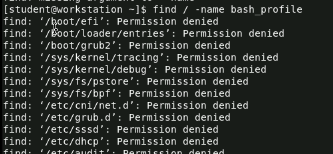 [student@workstation ~]$ find / -name bash_profile
find: ‘/boot/efi’: Permission denied
find: ‘/boot/loader/entries’: Permission denied
find: ‘/boot/grub2’: Permission denied
find: ‘/sys/kernel/tracing’: Permission denied
find: ‘/sys/kernel/debug’: Permission denied
find: ‘/sys/fs/pstore’: Permission denied
find: ‘/sys/fs/bpf’: Permission denied
find: ‘/etc/cni/net.d’: Permission denied
find: ‘/etc/grub.d’: Permission denied
find: ‘/etc/sssd’: Permission denied
find: ‘/etc/dhcp’: Permission denied
find: ‘/etc/audit’: Permission denied